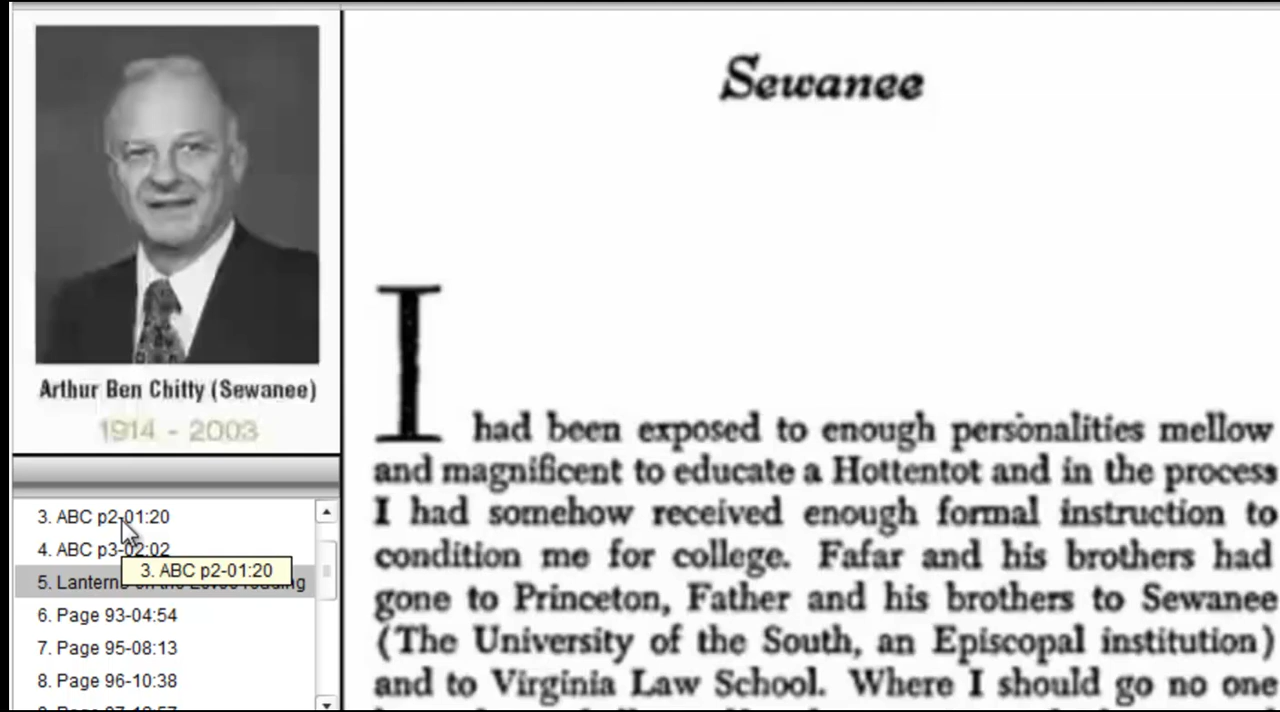 Arthur Ben Chitty (Sewanee)
1914 - 2003
3. ABC p2-01:20
4. ABC p3-02:02
3. ABC p2-01:20
5. Lantern
6. Page 93-04:54
7. Page 95-08:13
8. Page 96-10:38
Sewanee
I had been exposed to enough personalities mellow
and magnificent to educate a Hottentot and in the process
I had somehow received enough formal instruction to
condition me for college. Fafar and his brothers had
gone to Princeton, Father and his brothers to Sewanee
(The University of the South, an Episcopal institution)
and to Virginia Law School. Where I should go no one